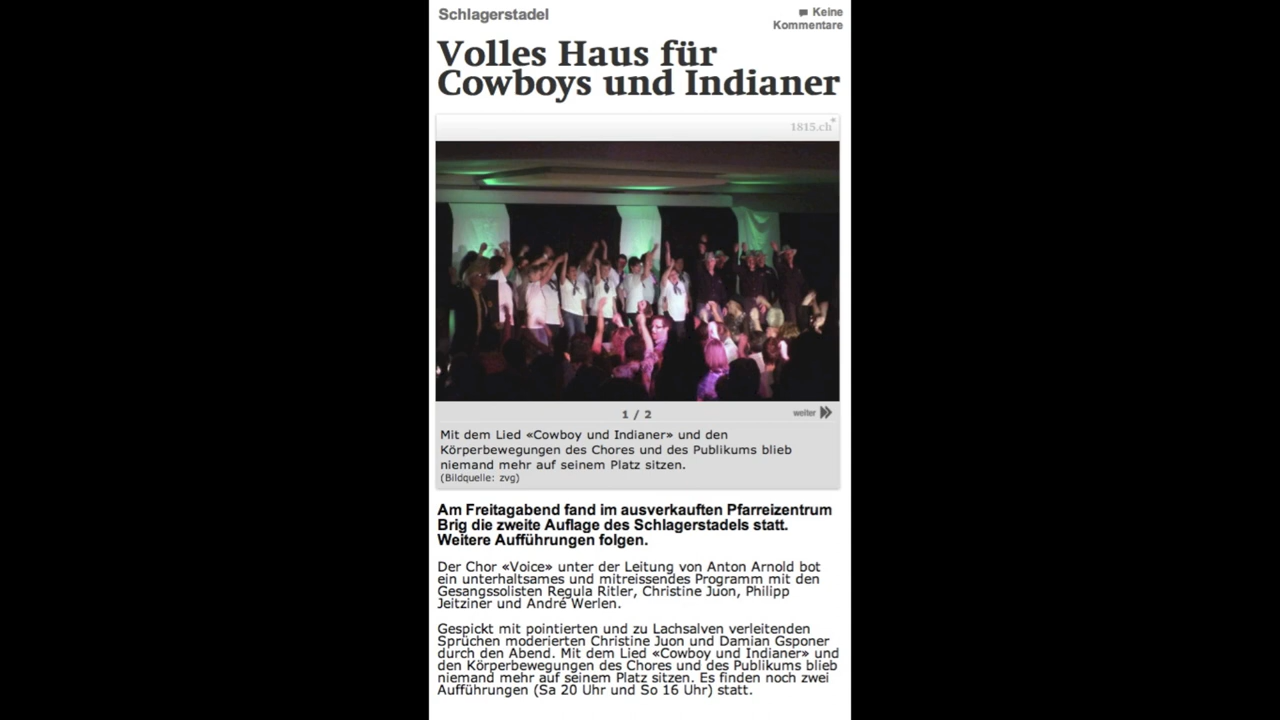 Schlagerstadel
Keine
Kommentare
Volles Haus für
Cowboys und Indianer
1815.ch*
1 / 2
weiter
Mit dem Lied «Cowboy und Indianer» und den
Körperbewegungen des Chores und des Publikums blieb
niemand mehr auf seinem Platz sitzen.
(Bildquelle: zvg)
Am Freitagabend fand im ausverkauften Pfarreizentrum
Brig die zweite Auflage des Schlagerstadels statt.
Weitere Aufführungen folgen.
Der Chor «Voice» unter der Leitung von Anton Arnold bot
ein unterhaltsames und mitreissendes Programm mit den
Gesangssolisten Regula Ritler, Christine Juon, Philipp
Jeitziner und André Werlen.
Gespickt mit pointierten und zu Lachsalven verleitenden
Sprüchen moderierten Christine Juon und Damian Gsponer
durch den Abend. Mit dem Lied «Cowboy und Indianer» und
den Körperbewegungen des Chores und des Publikums blieb
niemand mehr auf seinem Platz sitzen. Es finden noch zwei
Aufführungen (Sa 20 Uhr und So 16 Uhr) statt.